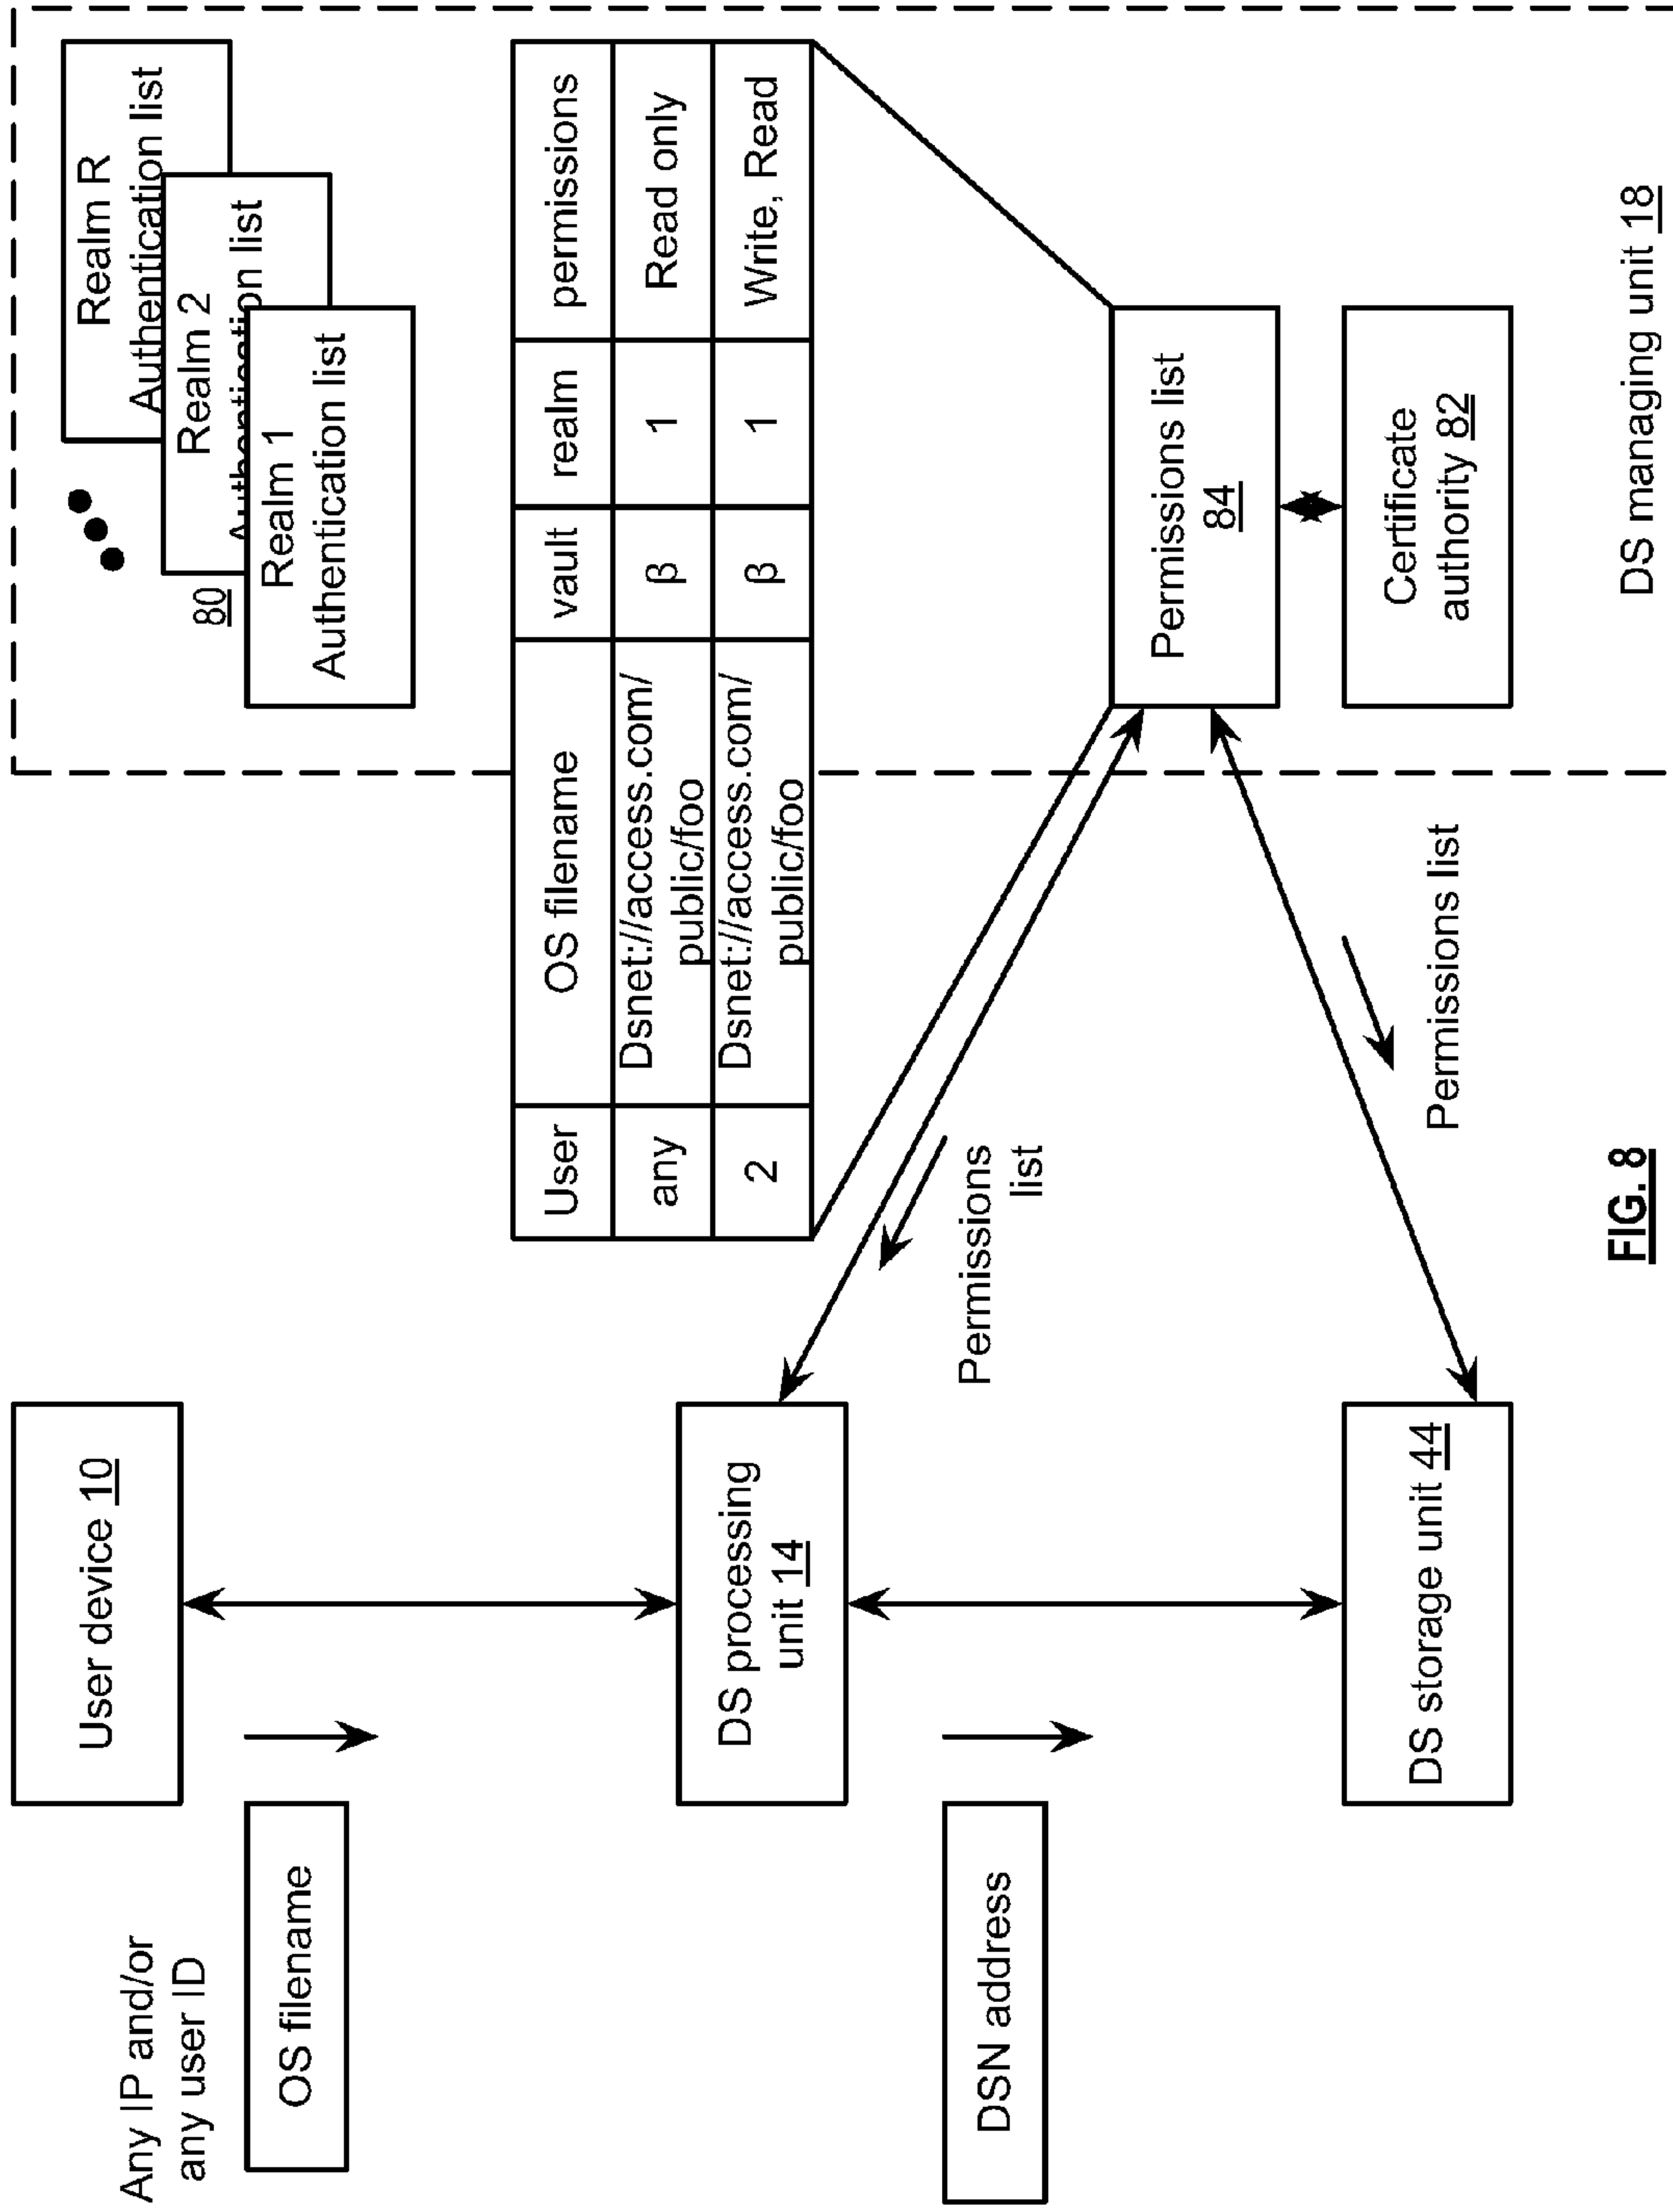 Any IP and/or
any user ID
OS filename
User device 10
DSN address
DS processing
unit 14
Permissions
list
DS storage unit 44
Permissions list
80
Realm R
Authentication list
Realm 2
Authentication list
Realm 1
Authentication list
User OS filename vault realm permissions
any Dsnet://access.com/ β 1 Read only
public/foo
2 Dsnet://access.com/ β 1 Write, Read
public/foo
Permissions list
84
Certificate
authority 82
DS managing unit 18
FIG. 8